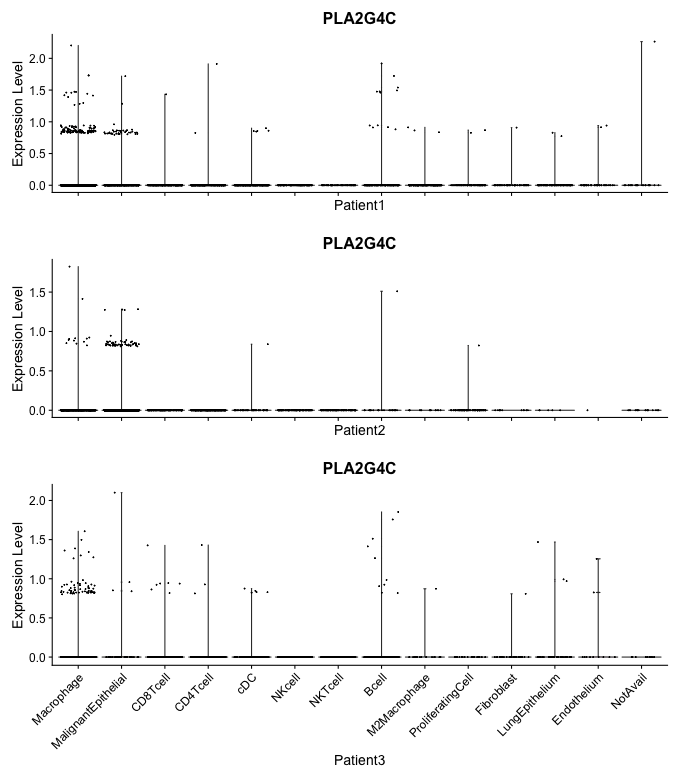 PLA2G4C
Expression Level
2.0
1.5
1.0
0.5
0.0
Patient1
PLA2G4C
Expression Level
1.5
1.0
0.5
0.0
Patient2
PLA2G4C
Expression Level
2.0
1.5
1.0
0.5
0.0
Macrophage
MalignantEpithelial
CD8Tcell
CD4Tcell
cDC
NKcell
NKTcell
Bcell
M2Macrophage
ProliferatingCell
Fibroblast
LungEpithelium
Endothelium
NotAvail
Patient3